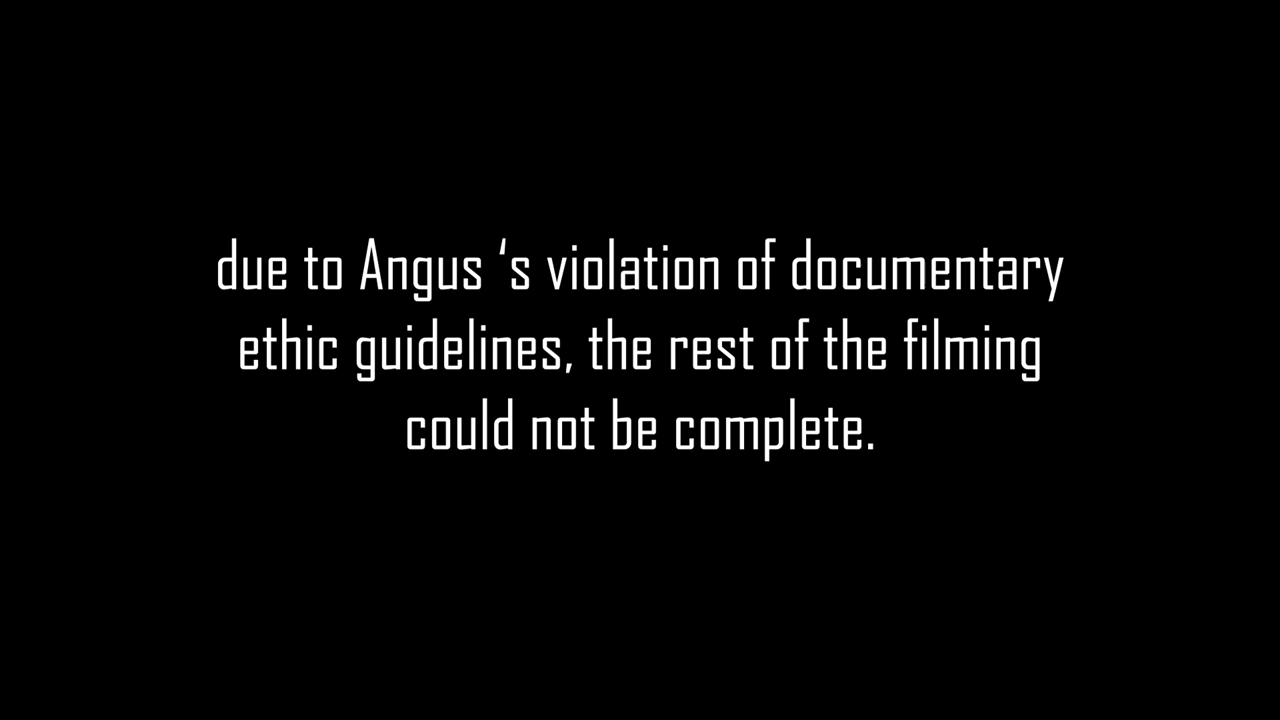 due to Angus ‘s violation of documentary
ethic guidelines, the rest of the filming
could not be complete.